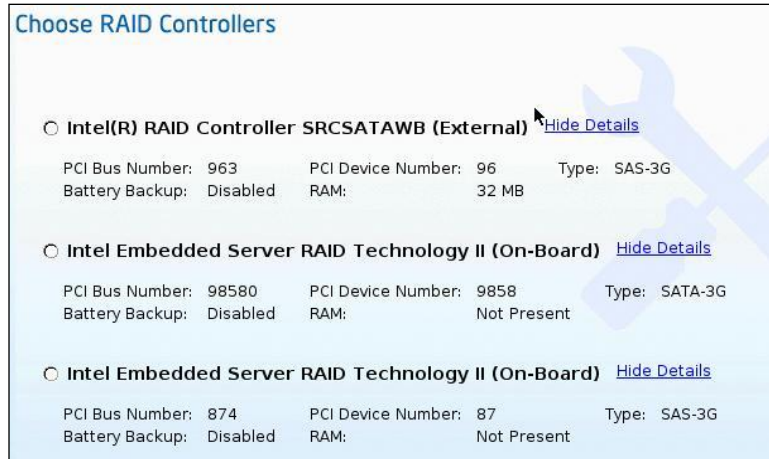 Choose RAID Controllers
Intel(R) RAID Controller SRCSATAWB (External) Hide Details
PCI Bus Number: 963 PCI Device Number: 96 Type: SAS-3G
Battery Backup: Disabled RAM: 32 MB
Intel Embedded Server RAID Technology II (On-Board) Hide Details
PCI Bus Number: 98580 PCI Device Number: 9858 Type: SATA-3G
Battery Backup: Disabled RAM: Not Present
Intel Embedded Server RAID Technology II (On-Board) Hide Details
PCI Bus Number: 874 PCI Device Number: 87 Type: SAS-3G
Battery Backup: Disabled RAM: Not Present